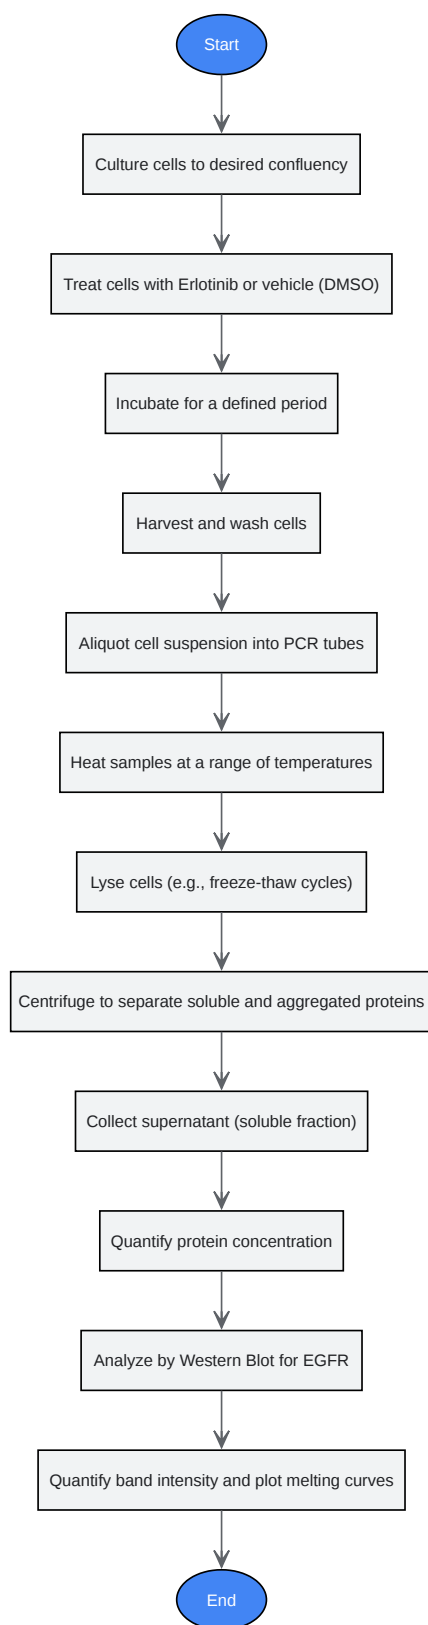 Start
Culture cells to desired confluency
Treat cells with Erlotinib or vehicle (DMSO)
Incubate for a defined period
Harvest and wash cells
Aliquot cell suspension into PCR tubes
Heat samples at a range of temperatures
Lyse cells (e.g., freeze-thaw cycles)
Centrifuge to separate soluble and aggregated proteins
Collect supernatant (soluble fraction)
Quantify protein concentration
Analyze by Western Blot for EGFR
Quantify band intensity and plot melting curves
End